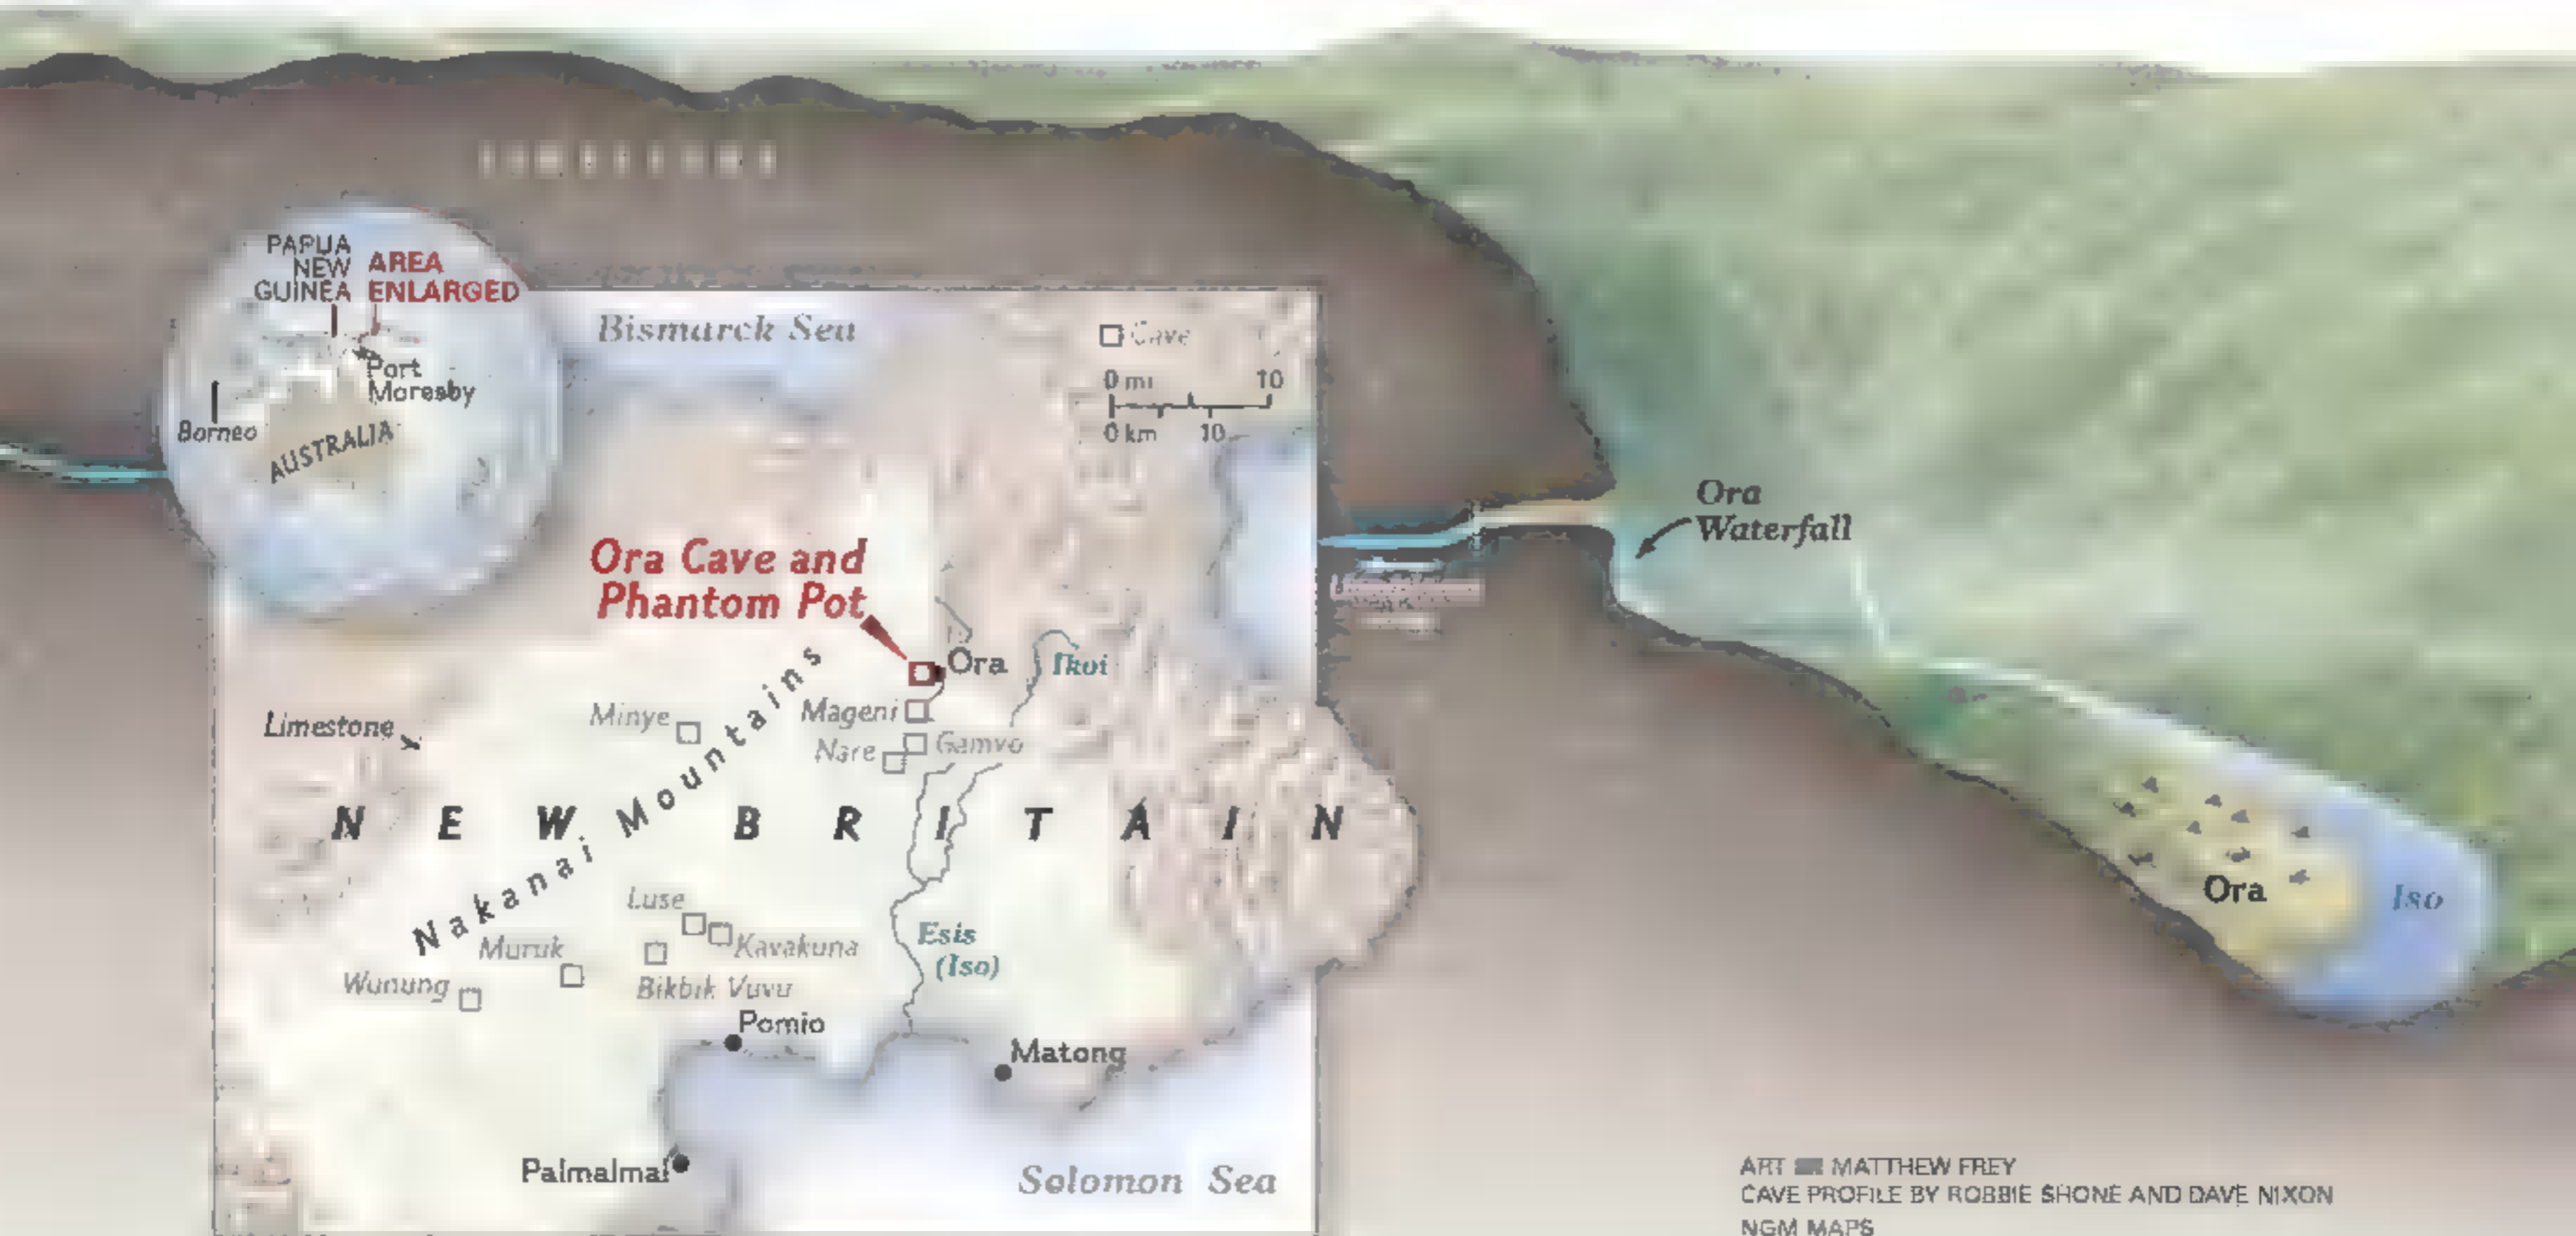 PAPUA
NEW
GUINEA
AREA
ENLARGED
Port
Moresby
Borneo
AUSTRALIA
Bismarck Sea
Cave
0 mi 10
0 km 10
Ora Cave and
Phantom Pot
Ora
Ikoi
Mageni
Minye
Nare
Gamvo
Limestone
Nakanai Mountains
NEW BRITAIN
Luse
Muruk
Kavakuna
Wunung
Bikbik Vuvu
Esis
(Iso)
Pomio
Matong
Palmalmal
Solomon Sea
Ora
Waterfall
Ora
Iso
ART MATTHEW FREY
CAVE PROFILE BY ROBBIE SHONE AND DAVE NIXON
NGM MAPS